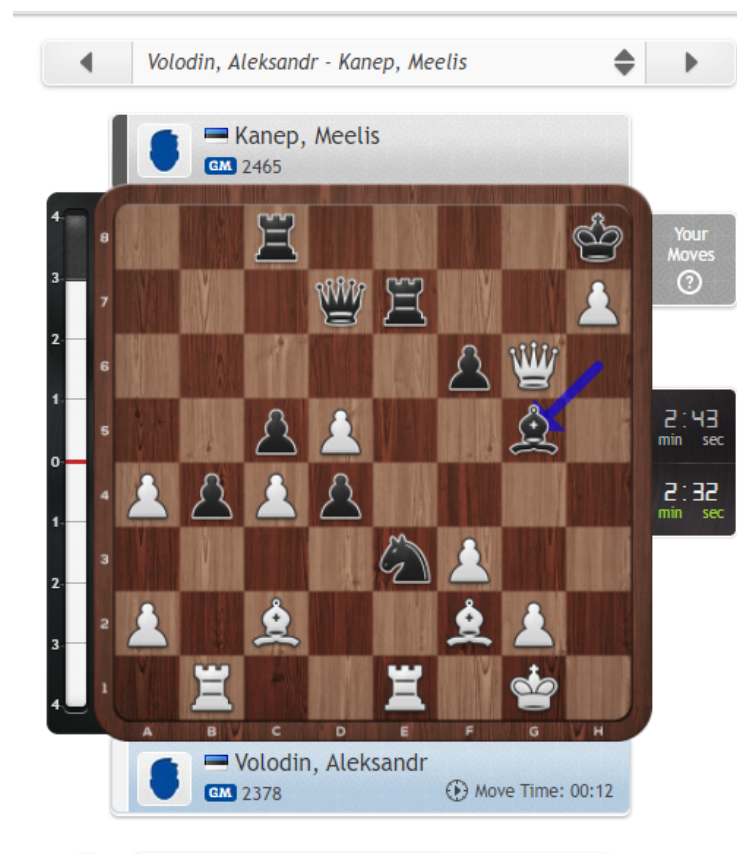 Volodin, Aleksandr - Kanep, Meelis
Kanep, Meelis
GM 2465
4
3
2
1
0
1
2
3
4
8
7
6
5
4
3
2
1
A B C D E F G H
Your
Moves
?
2:43
min sec
2:32
min sec
Volodin, Aleksandr
GM 2378
Move Time: 00:12